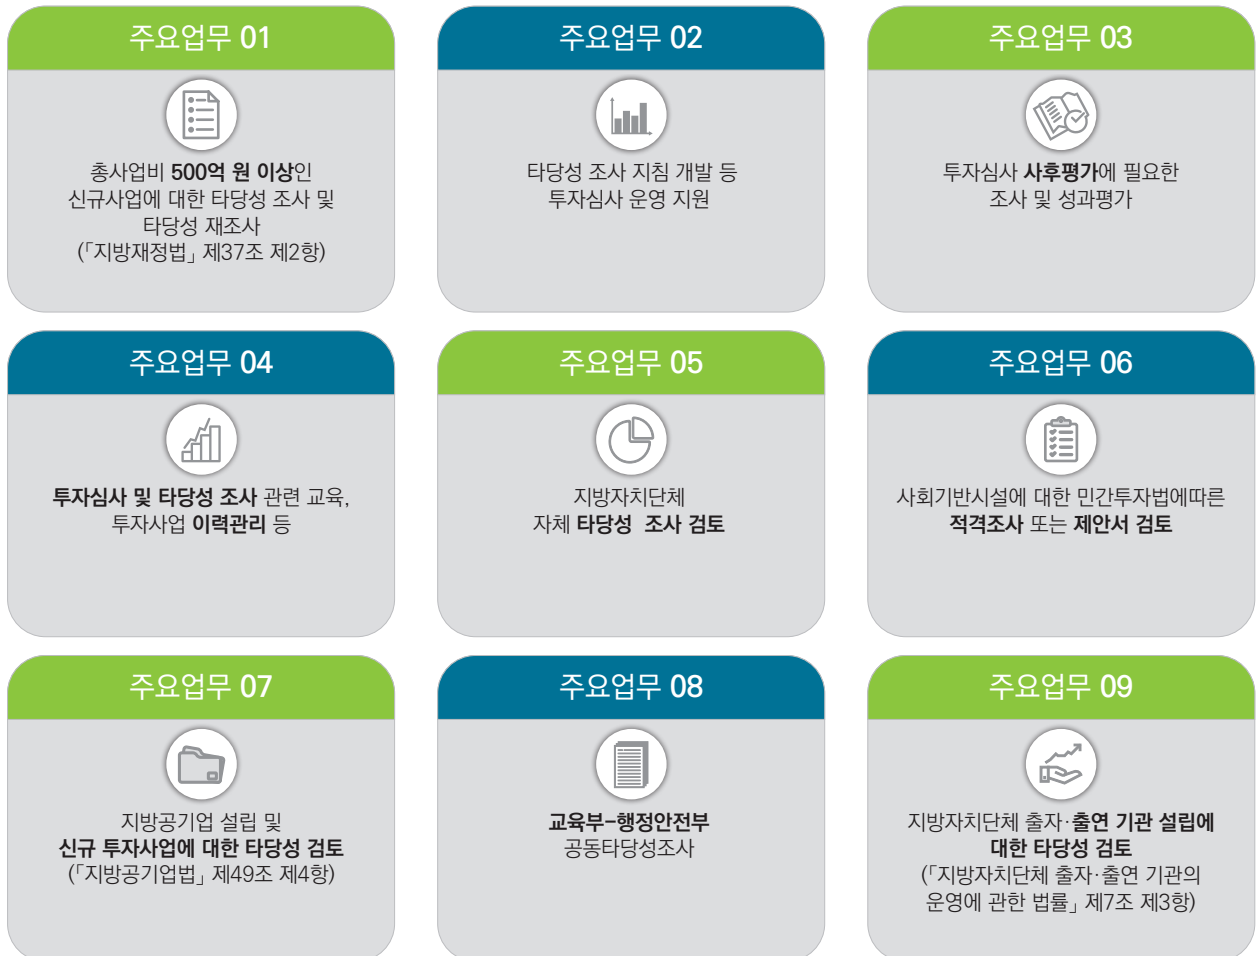 주요업무 01
총사업비 500억 원 이상인
신규사업에 대한 타당성 조사 및
타당성 재조사
(「지방재정법」 제37조 제2항)
주요업무 02
타당성 조사 지침 개발 등
투자심사 운영 지원
주요업무 03
투자심사 사후평가에 필요한
조사 및 성과평가
주요업무 04
투자심사 및 타당성 조사 관련 교육,
투자사업 이력관리 등
주요업무 05
지방자치단체
자체 타당성 조사 검토
주요업무 06
사회기반시설에 대한 민간투자법에따른
적격조사 또는 제안서 검토
주요업무 07
지방공기업 설립 및
신규 투자사업에 대한 타당성 검토
(「지방공기업법」 제49조 제4항)
주요업무 08
교육부-행정안전부
공동타당성조사
주요업무 09
지방자치단체 출자·출연 기관 설립에
대한 타당성 검토
(「지방자치단체 출자·출연 기관의
운영에 관한 법률」 제7조 제3항)